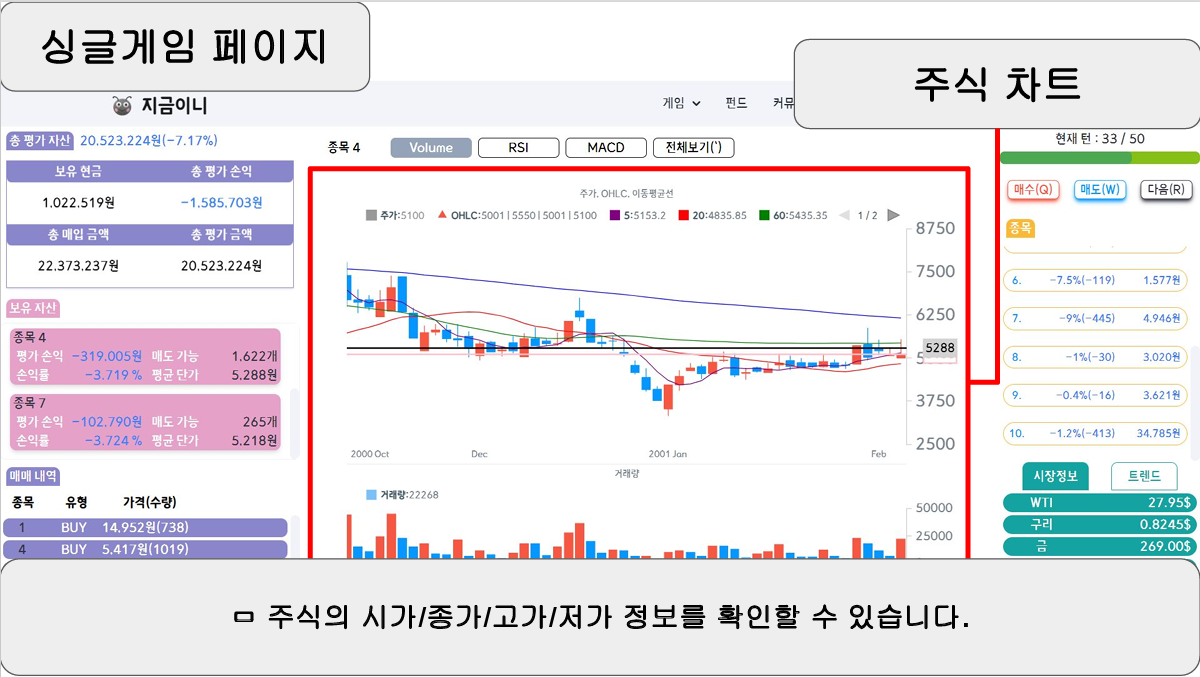 싱글게임 페이지
주식 차트
지금이니
게임
펀드
커뮤
총 평가 자산 20.523.224원(-7.17%)
보유 현금 총 평가 손익
1.022.519원 -1.585.703원
총 매입 금액 총 평가 금액
22.373.237원 20.523.224원
보유 자산
종목 4
평가 손익 -319.005원 매도 가능 1.622개
손익률 -3.719 % 평균 단가 5.288원
종목 7
평가 손익 -102.790원 매도 가능 265개
손익률 -3.724 % 평균 단가 5.218원
매매 내역
종목 유형 가격(수량)
1 BUY 14.952원(738)
4 BUY 5.417원(1019)
종목 4 Volume RSI MACD 전체보기(`)
주가, OHLC, 이동평균선
주가:5100 OHLC:5001 | 5550 | 5001 | 5100 5:5153.2 20:4835.85 60:5435.35 1 / 2
8750
7500
6250
5288
3750
2500
2000 Oct Dec 2001 Jan Feb
거래량
거래량:22268
50000
25000
현재 턴 : 33 / 50
매수(Q) 매도(W) 다음(R)
종목
6. -7.5%(-119) 1.577원
7. -9%(-445) 4.946원
8. -1%(-30) 3.020원
9. -0.4%(-16) 3.621원
10. -1.2%(-413) 34.785원
시장정보 트렌드
WTI 27.95$
구리 0.8245$
금 269.00$
ㅁ 주식의 시가/종가/고가/저가 정보를 확인할 수 있습니다.